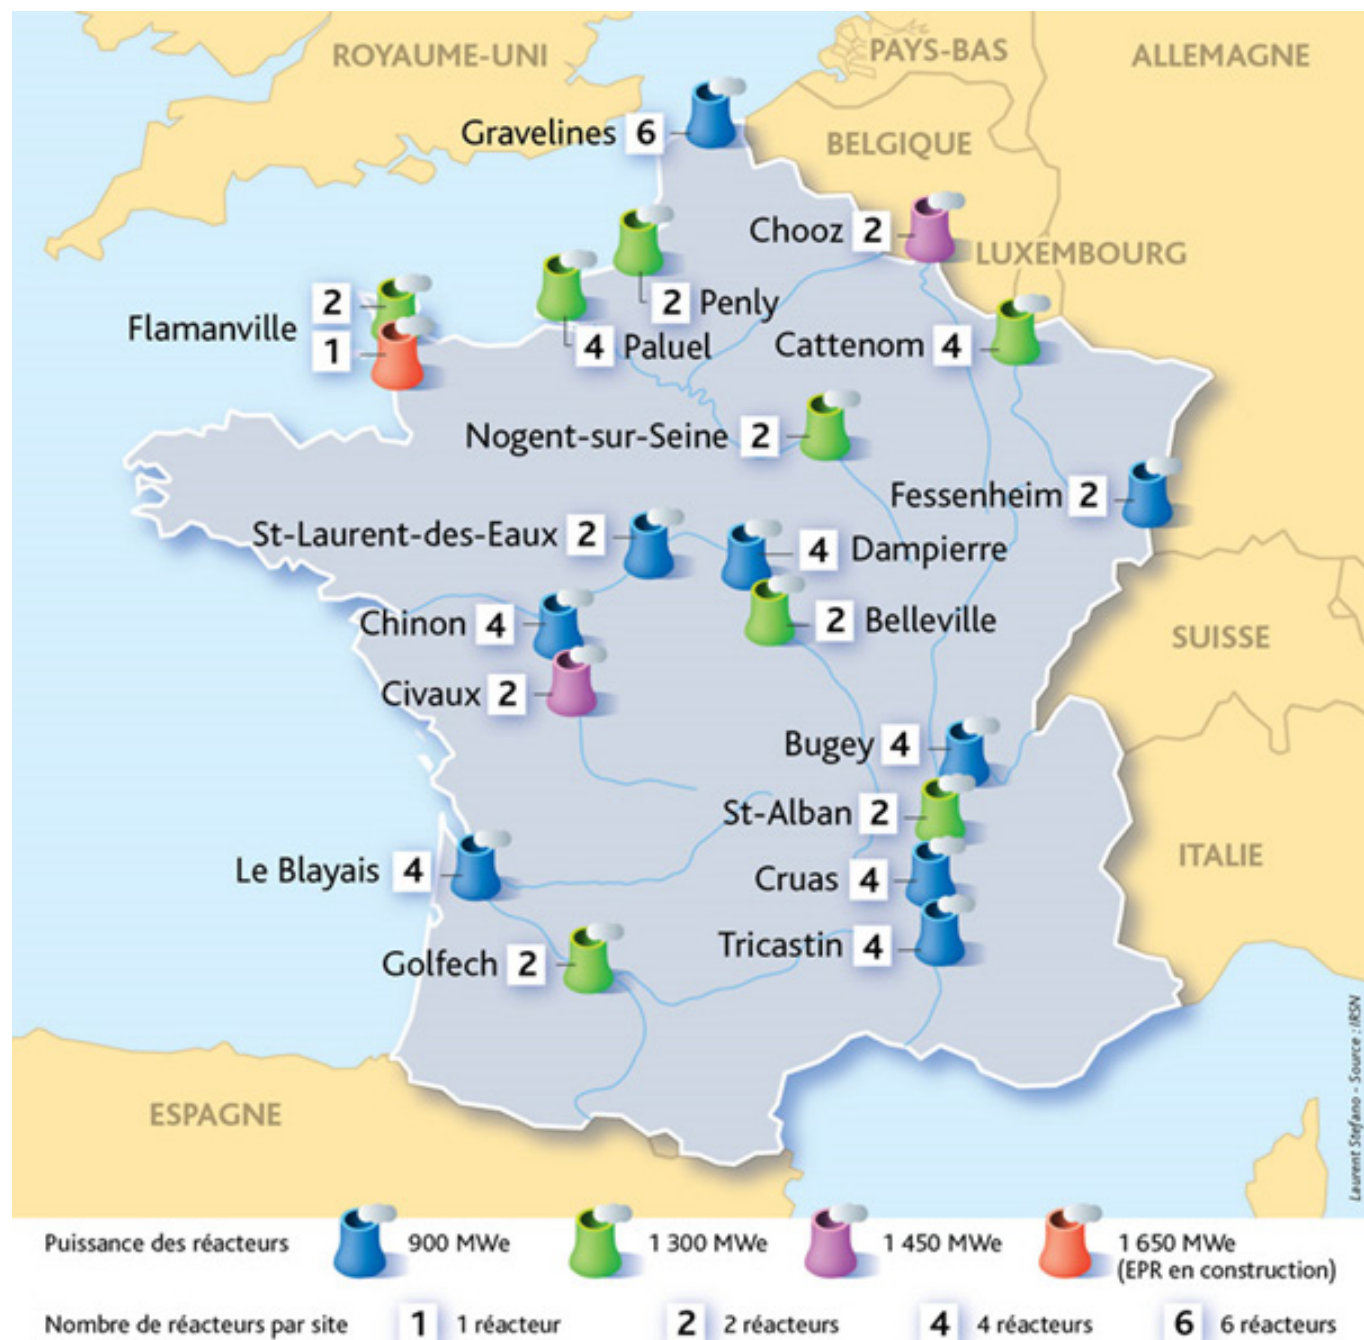 ROYAUME-UNI
PAYS-BAS
ALLEMAGNE
Gravelines 6
BELGIQUE
Chooz 2
LUXEMBOURG
2 Penly
Flamanville
2
1
4 Paluel
Cattenom 4
Nogent-sur-Seine 2
Fessenheim 2
St-Laurent-des-Eaux 2
4 Dampierre
Chinon 4
2 Belleville
SUISSE
Civaux 2
Bugey 4
St-Alban 2
Le Blayais 4
Cruas 4
ITALIE
Tricastin 4
Golfech 2
ESPAGNE
Laurent Stefano - Source : IRSN
Puissance des réacteurs 900 MWe 1 300 MWe 1 450 MWe 1 650 MWe
(EPR en construction)
Nombre de réacteurs par site 1 1 réacteur 2 2 réacteurs 4 4 réacteurs 6 6 réacteurs